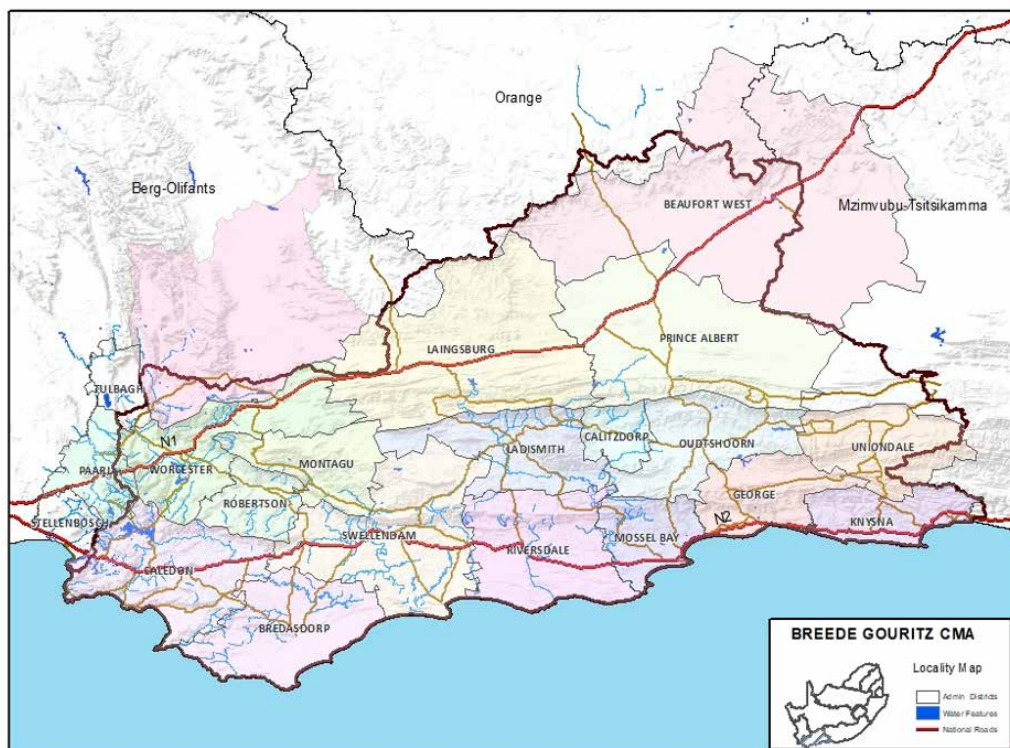 Orange
Berg-Olifants
BEAUFORT WEST
Mzimvubu-Tsitsikamma
PRINCE ALBERT
LAINGSBURG
TULBAGH
N1
PAARL
WORCESTER
MONTAGU
LADISMITH
CALITZDORP
OUDTSHOORN
UNIONDALE
ROBERTSON
GEORGE
STELLENBOSCH
N2
KNYSNA
SWELLENDAM
MOSSEL BAY
RIVERSDALE
CALEDON
BREDASDORP
BREEDE GOURITZ CMA
Locality Map
Admin Districts
Water Features
National Roads